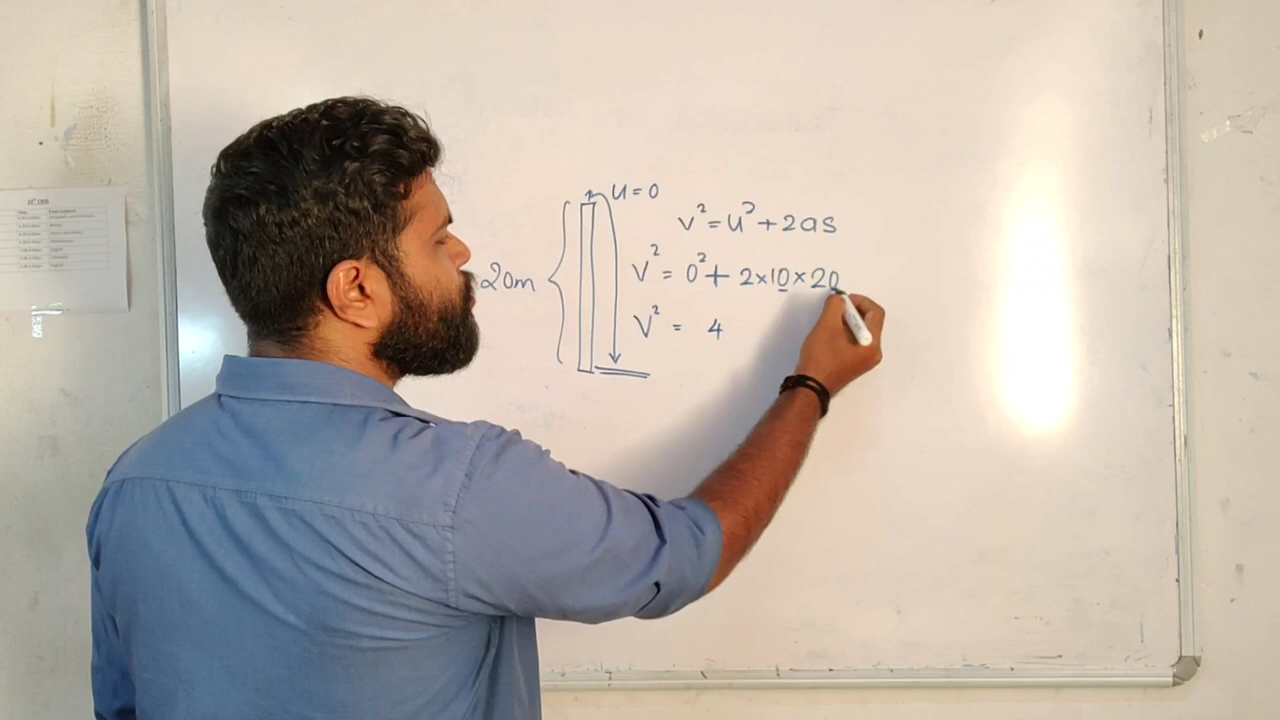 u = 0
v² = u² + 2as
20m
v² = 0² + 2×10×20
v² = 4